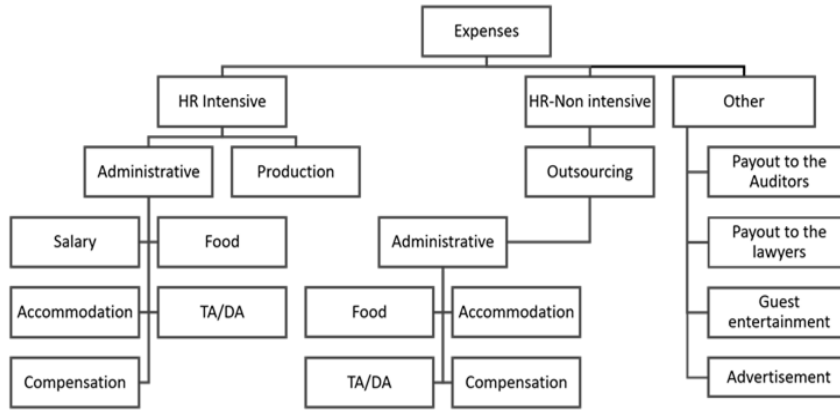 Expenses
HR Intensive
HR-Non intensive
Other
Administrative
Production
Outsourcing
Payout to the
Auditors
Salary
Food
Administrative
Payout to the
lawyers
Accommodation
TA/DA
Food
Accommodation
Guest
entertainment
Compensation
TA/DA
Compensation
Advertisement